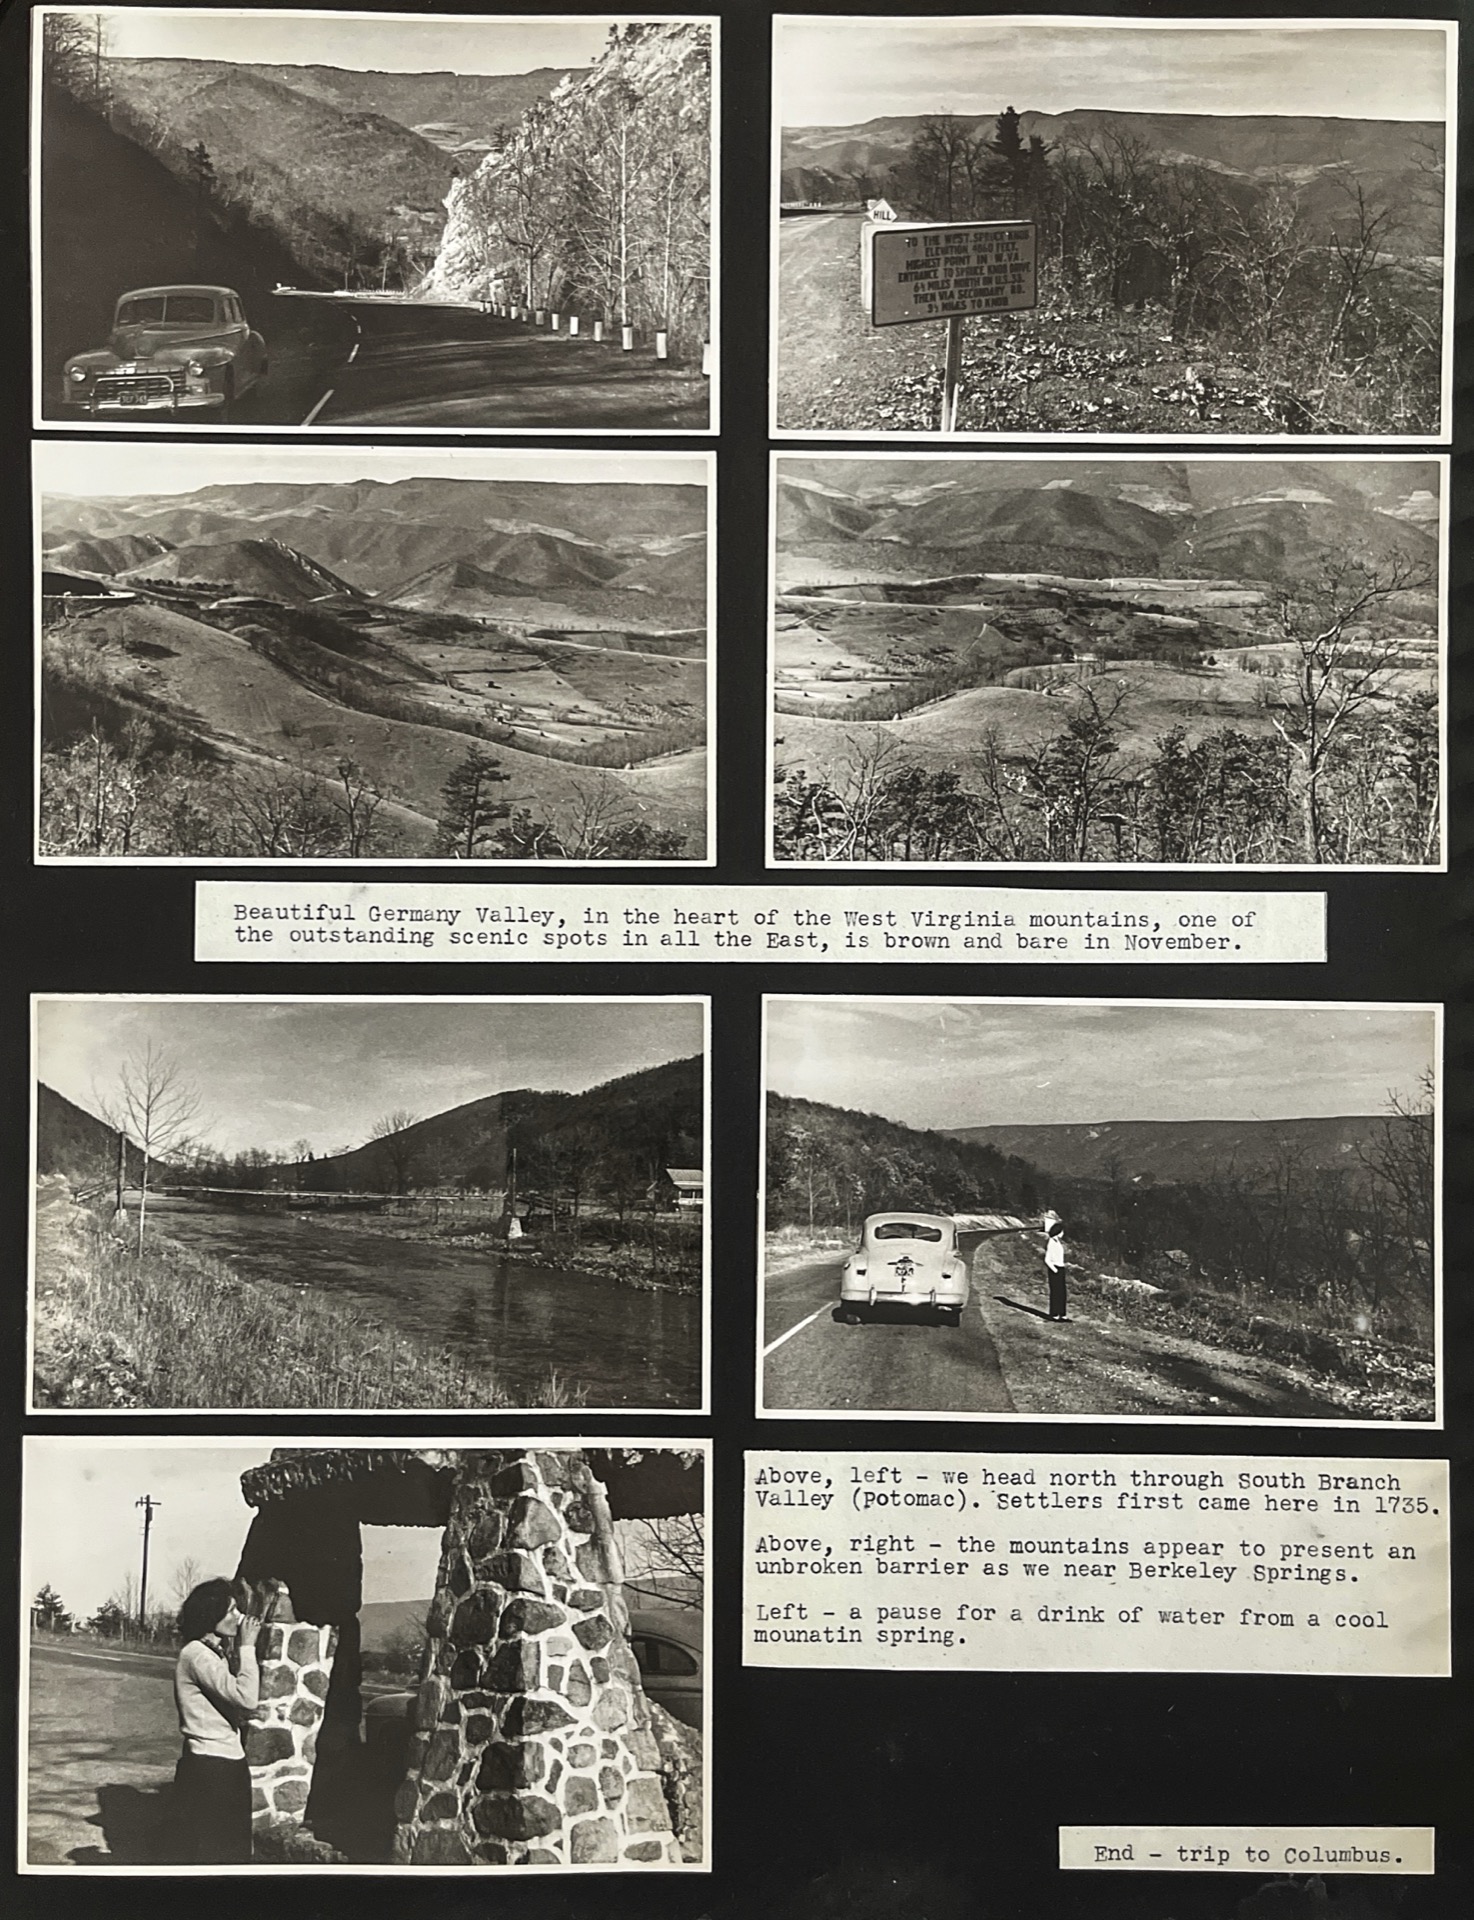 HILL
TO THE WEST, SPRUCE KNOB
ELEVATION 4860 FEET.
HIGHEST POINT IN W. VA.
ENTRANCE TO SPRUCE KNOB DRIVE
6½ MILES NORTH ON U.S. 33.
THEN VIA SECONDARY RD.
MILES TO KNOB
Beautiful Germany Valley, in the heart of the West Virginia mountains, one of
the outstanding scenic spots in all the East, is brown and bare in November.
Above, left - we head north through South Branch
Valley (Potomac). Settlers first came here in 1735.
Above, right - the mountains appear to present an
unbroken barrier as we near Berkeley Springs.
Left - a pause for a drink of water from a cool
mounatin spring.
End - trip to Columbus.